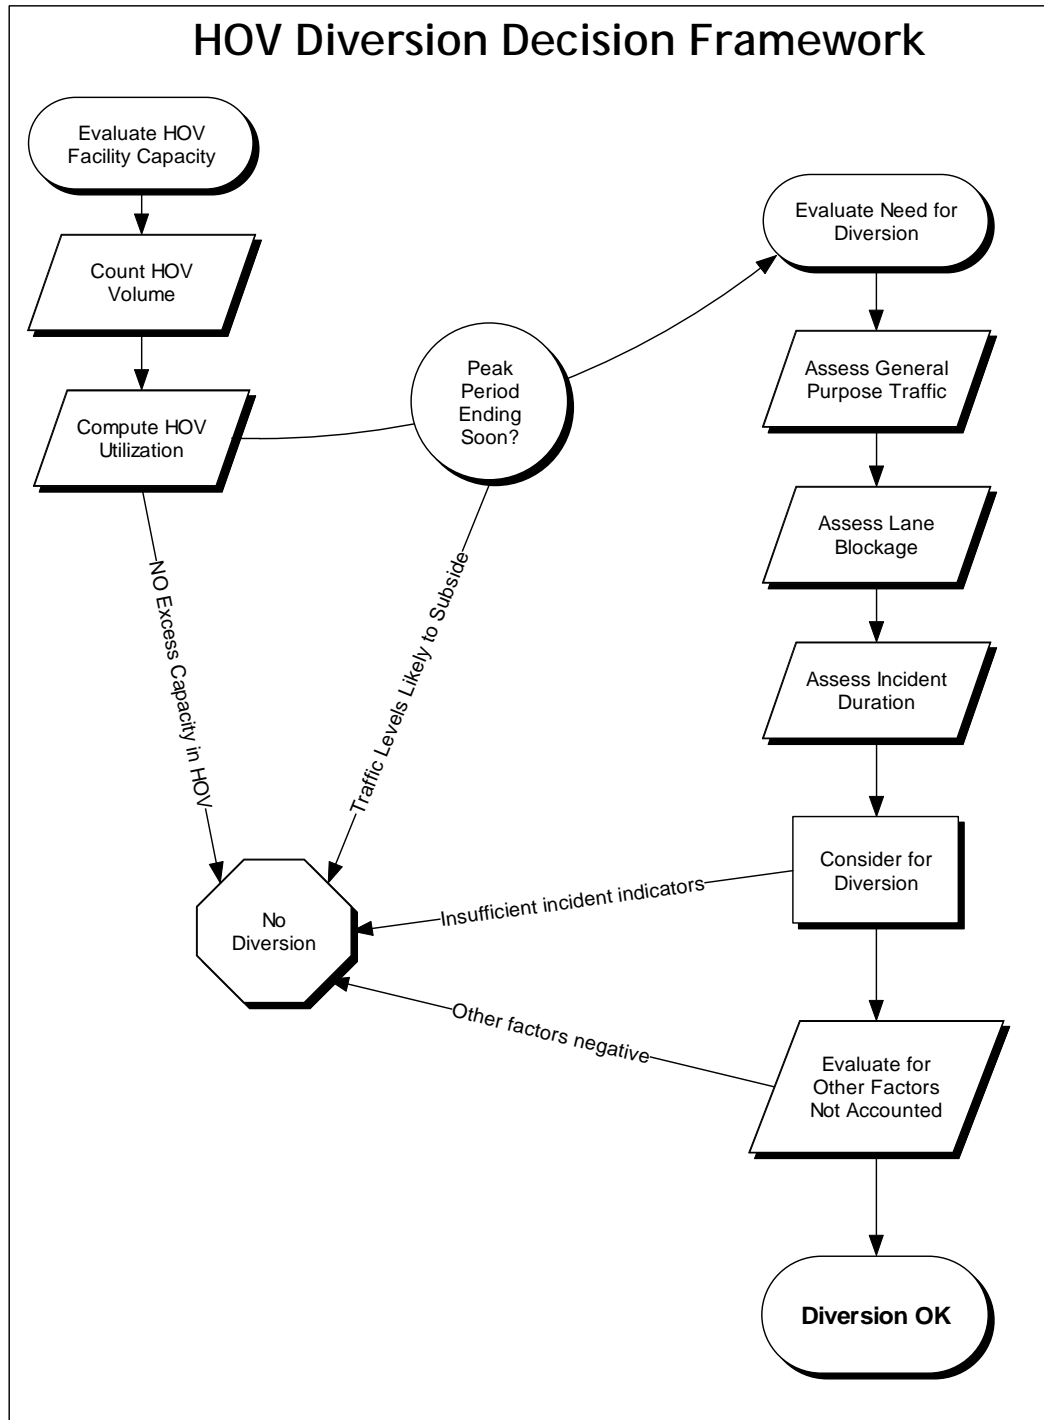 HOV Diversion Decision Framework
Evaluate HOV
Facility Capacity
Count HOV
Volume
Compute HOV
Utilization
Peak
Period
Ending
Soon?
Evaluate Need for
Diversion
Assess General
Purpose Traffic
Assess Lane
Blockage
Assess Incident
Duration
Consider for
Diversion
NO Excess Capacity in HOV
Traffic Levels Likely to Subside
Insufficient incident indicators
No
Diversion
Other factors negative
Evaluate for
Other Factors
Not Accounted
Diversion OK